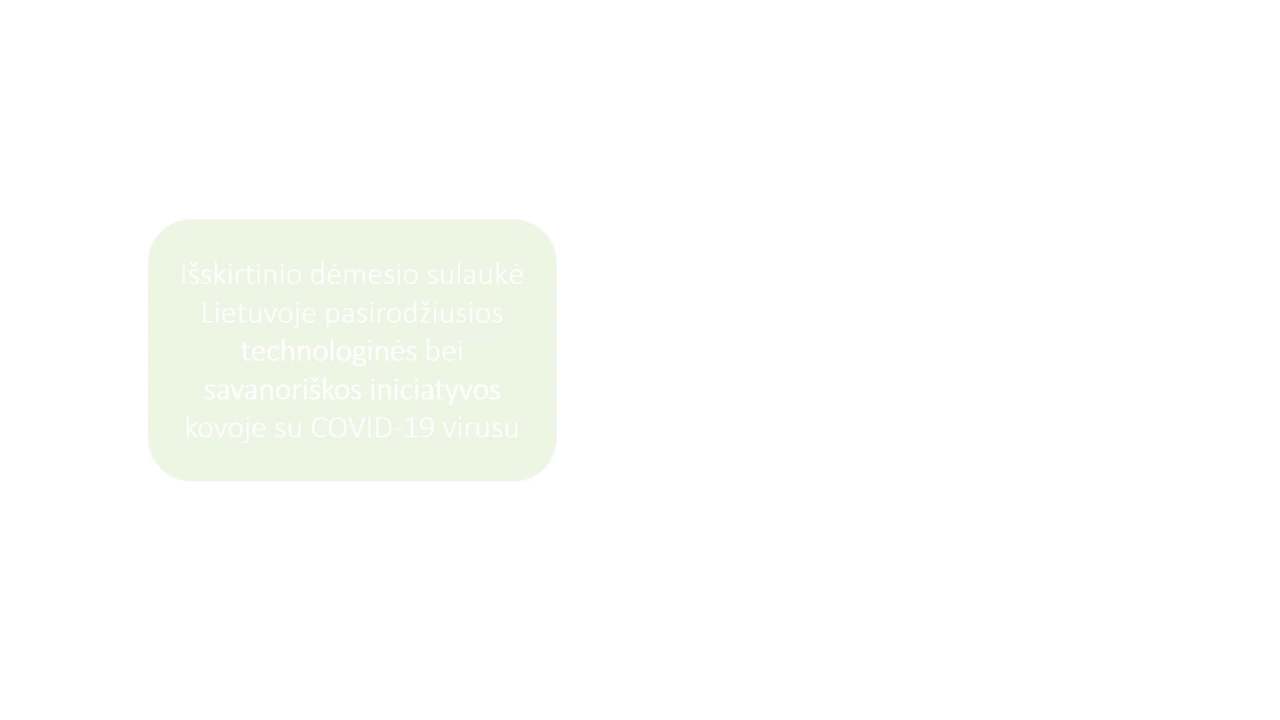 Išskirtinio dėmesio sulaukė
Lietuvoje pasirodžiusios
technologinės bei
savanoriškos iniciatyvos
kovoje su COVID-19 virusu